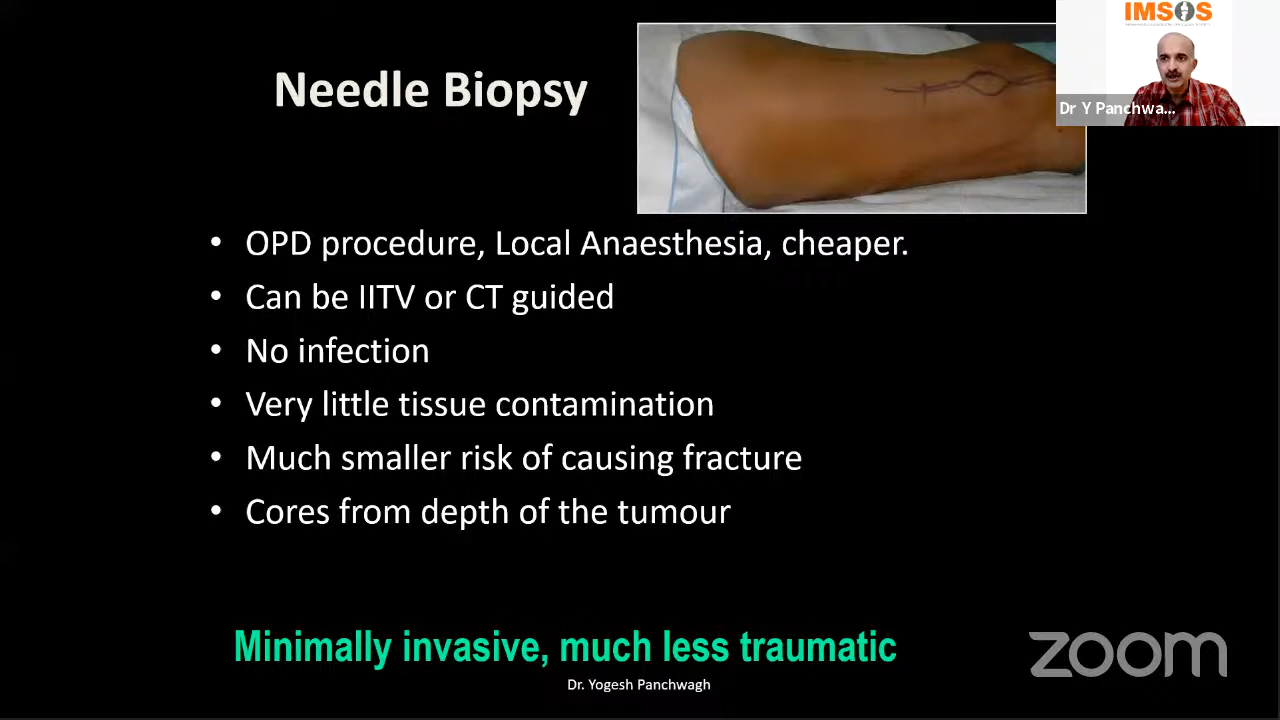 IMSOS
Dr Y Panchwa...
Needle Biopsy
• OPD procedure, Local Anaesthesia, cheaper.
• Can be IITV or CT guided
• No infection
• Very little tissue contamination
• Much smaller risk of causing fracture
• Cores from depth of the tumour
Minimally invasive, much less traumatic
Dr. Yogesh Panchwagh
zoom